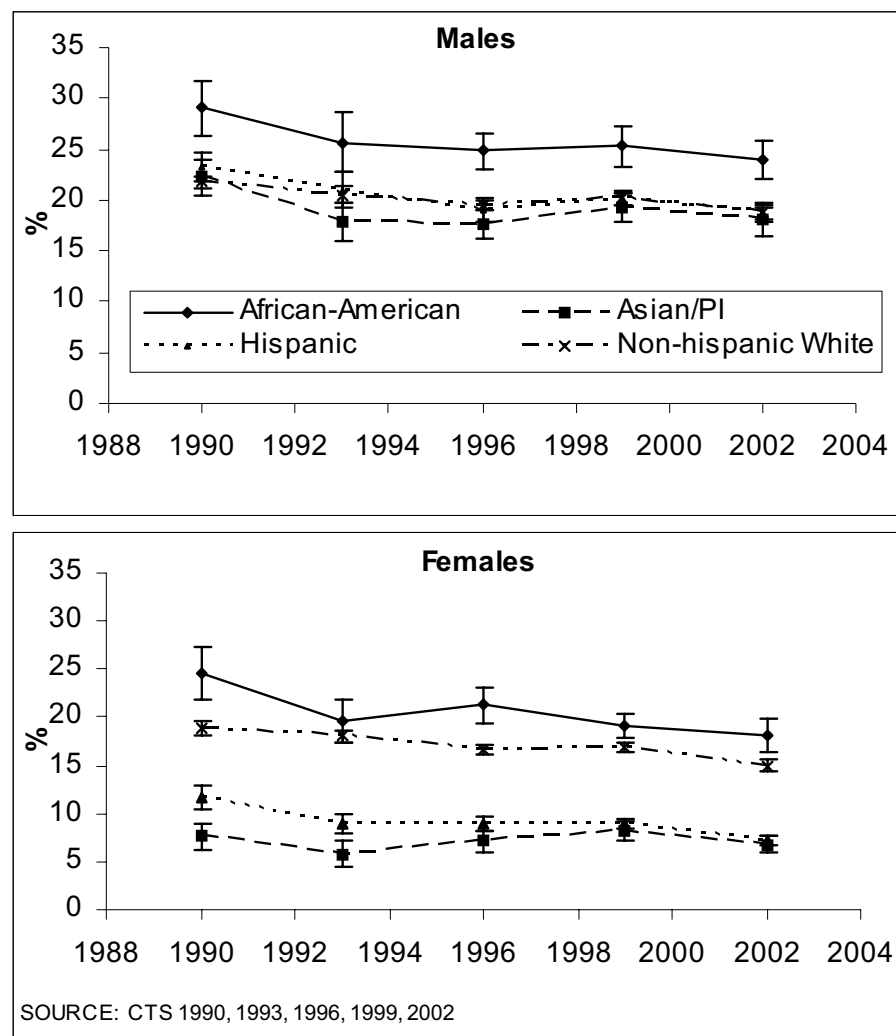 Males
35
30
25
20
15
10
5
0
%
African-American
Asian/PI
Hispanic
Non-hispanic White
1988 1990 1992 1994 1996 1998 2000 2002 2004
Females
35
30
25
20
15
10
5
0
%
1988 1990 1992 1994 1996 1998 2000 2002 2004
SOURCE: CTS 1990, 1993, 1996, 1999, 2002